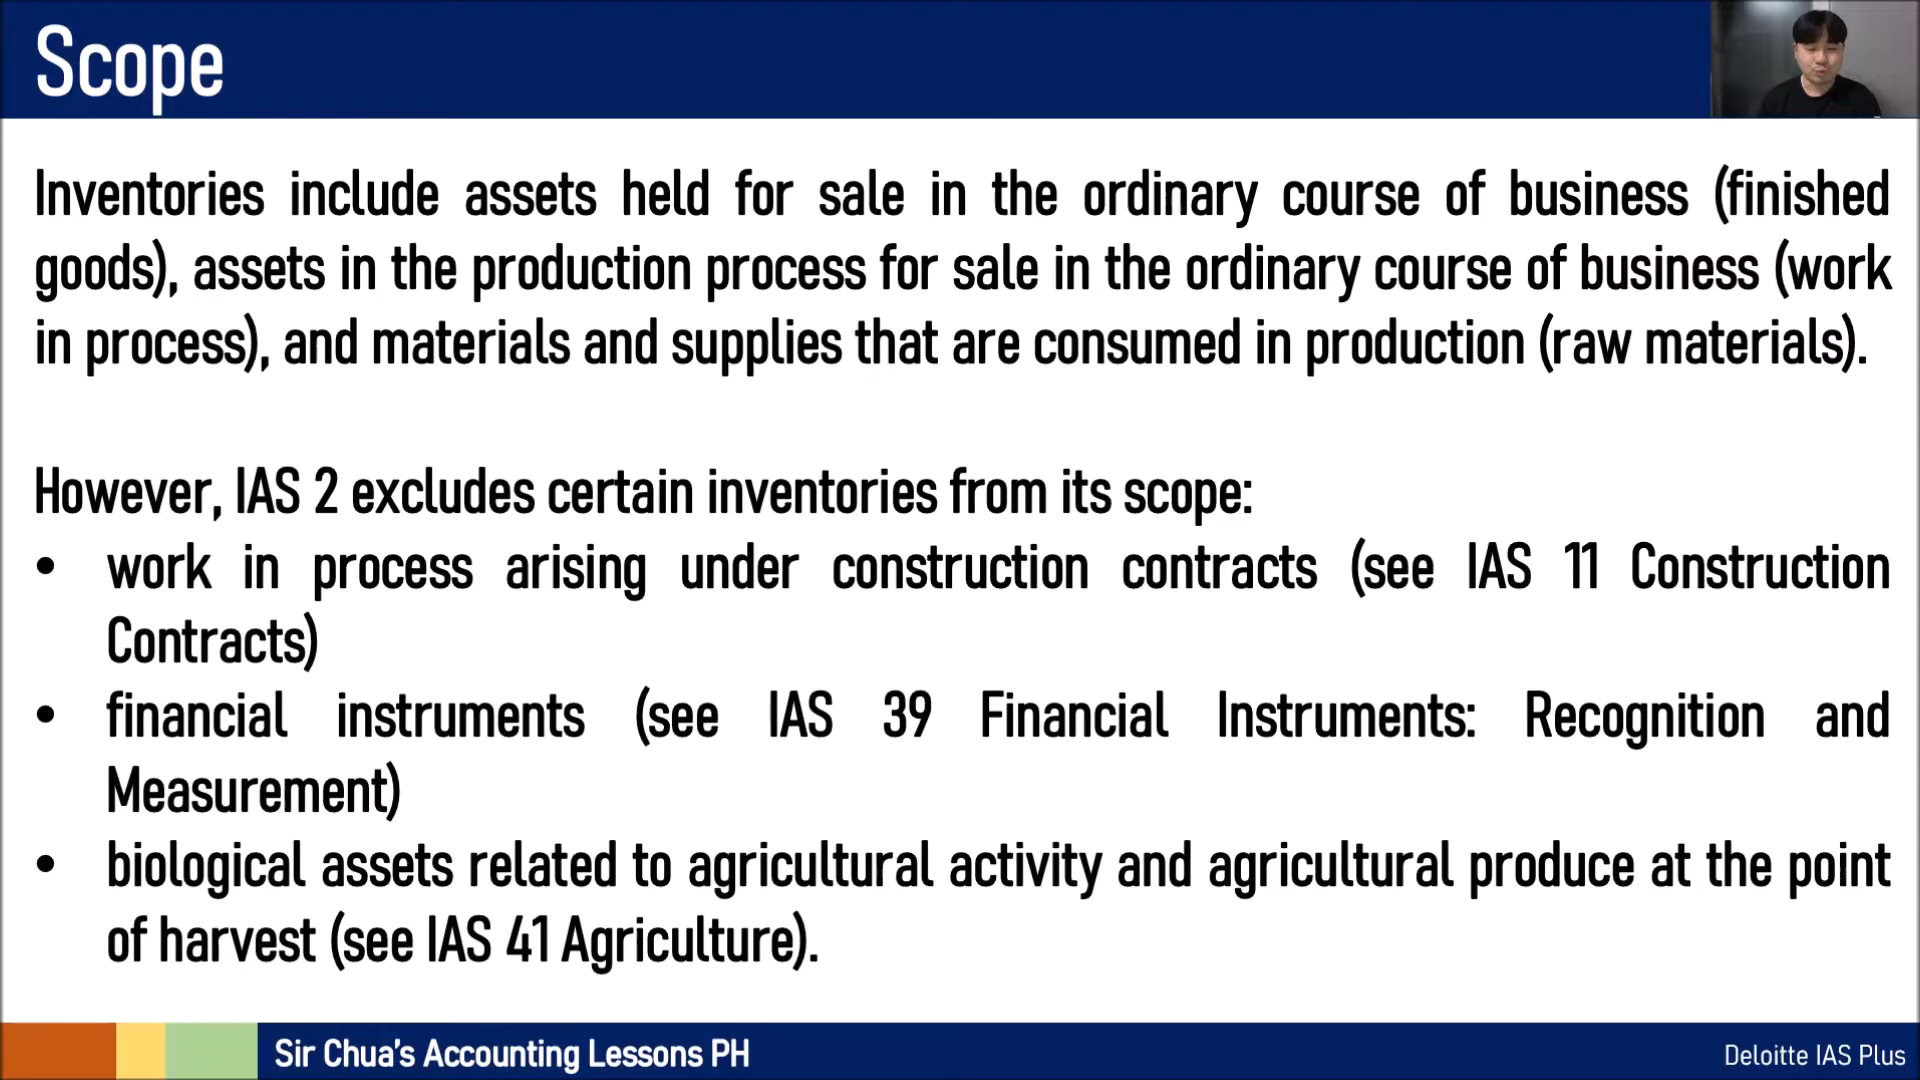 Scope
Inventories include assets held for sale in the ordinary course of business (finished
goods), assets in the production process for sale in the ordinary course of business (work
in process), and materials and supplies that are consumed in production (raw materials).
However, IAS 2 excludes certain inventories from its scope:
• work in process arising under construction contracts (see IAS 11 Construction
Contracts)
• financial instruments (see IAS 39 Financial Instruments: Recognition and
Measurement)
• biological assets related to agricultural activity and agricultural produce at the point
of harvest (see IAS 41 Agriculture).
Sir Chua's Accounting Lessons PH
Deloitte IAS Plus